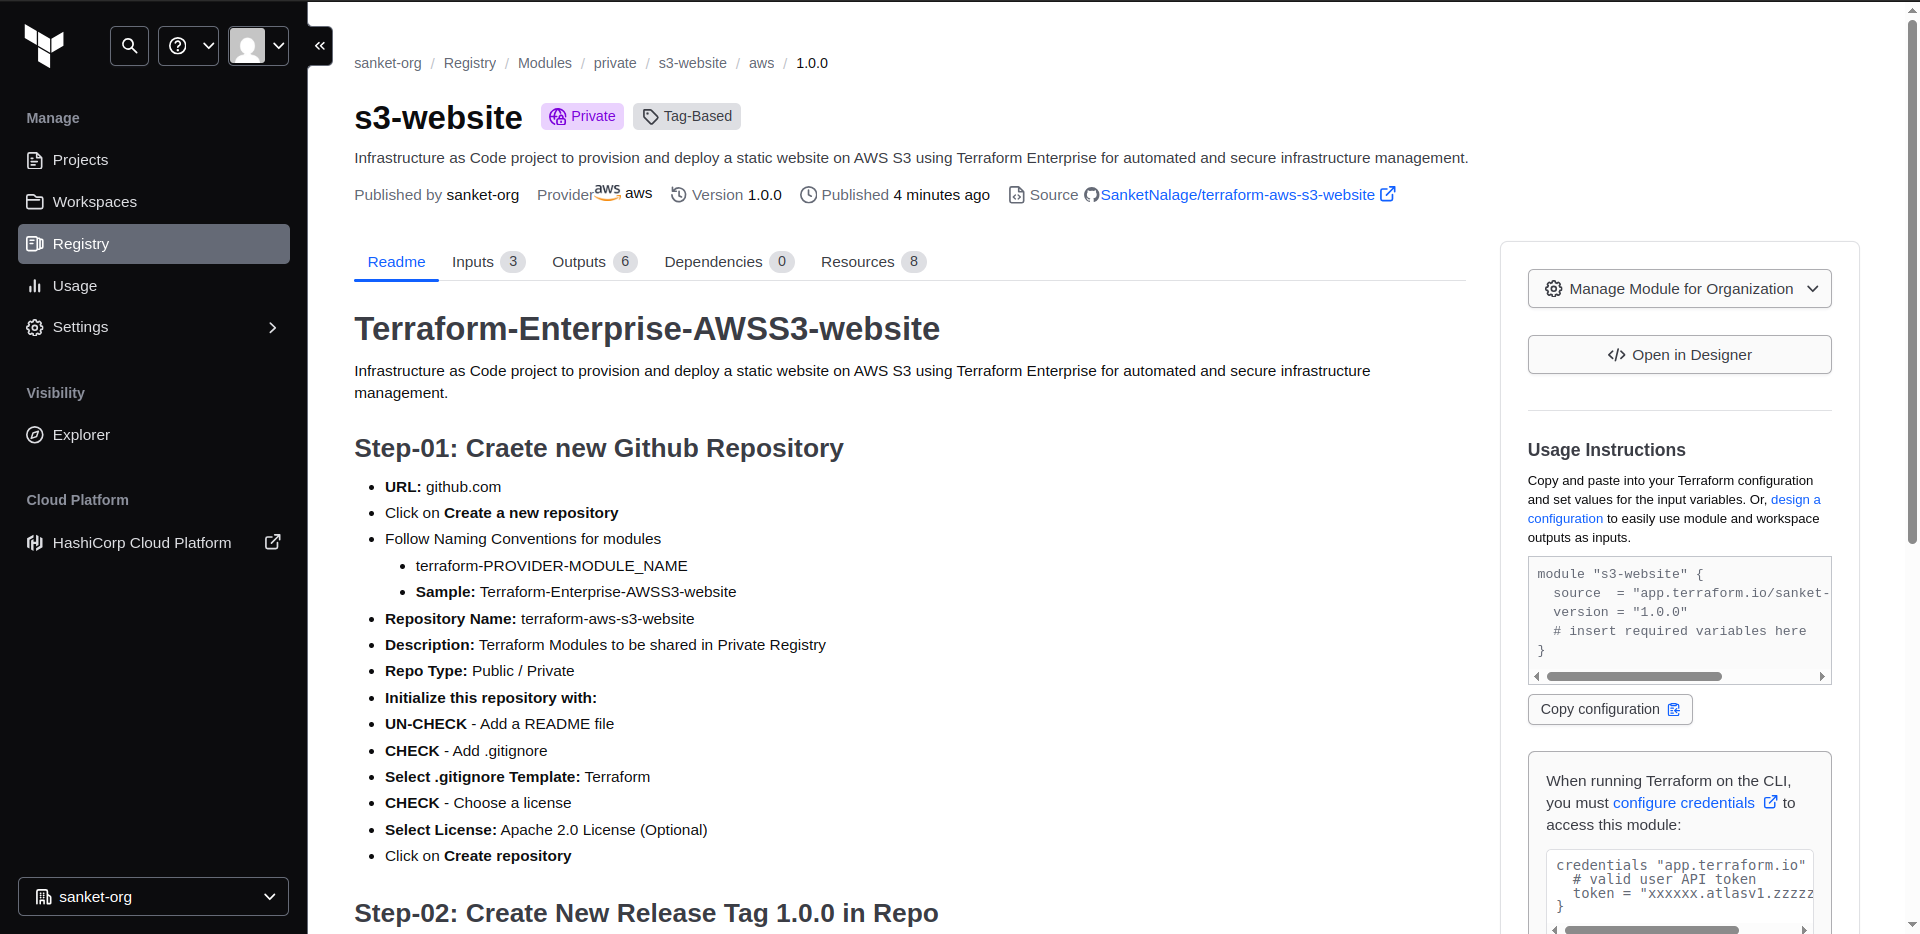 Manage
Projects
Workspaces
Registry
Usage
Settings
Visibility
Explorer
Cloud Platform
HashiCorp Cloud Platform
sanket-org
sanket-org / Registry / Modules / private / s3-website / aws / 1.0.0
s3-website Private Tag-Based
Infrastructure as Code project to provision and deploy a static website on AWS S3 using Terraform Enterprise for automated and secure infrastructure management.
Published by sanket-org Provider aws aws Version 1.0.0 Published 4 minutes ago Source SanketNalage/terraform-aws-s3-website
Readme Inputs 3 Outputs 6 Dependencies 0 Resources 8
Terraform-Enterprise-AWSS3-website
Infrastructure as Code project to provision and deploy a static website on AWS S3 using Terraform Enterprise for automated and secure infrastructure
management.
Step-01: Craete new Github Repository
URL: github.com
Click on Create a new repository
Follow Naming Conventions for modules
terraform-PROVIDER-MODULE_NAME
Sample: Terraform-Enterprise-AWSS3-website
Repository Name: terraform-aws-s3-website
Description: Terraform Modules to be shared in Private Registry
Repo Type: Public / Private
Initialize this repository with:
UN-CHECK - Add a README file
CHECK - Add .gitignore
Select .gitignore Template: Terraform
CHECK - Choose a license
Select License: Apache 2.0 License (Optional)
Click on Create repository
Step-02: Create New Release Tag 1.0.0 in Repo
Manage Module for Organization
</> Open in Designer
Usage Instructions
Copy and paste into your Terraform configuration
and set values for the input variables. Or, design a
configuration to easily use module and workspace
outputs as inputs.
module "s3-website" {
source = "app.terraform.io/sanket-
version = "1.0.0"
# insert required variables here
}
Copy configuration
When running Terraform on the CLI,
you must configure credentials to
access this module:
credentials "app.terraform.io"
# valid user API token
token = "xxxxxx.atlasv1.zzzzz
}